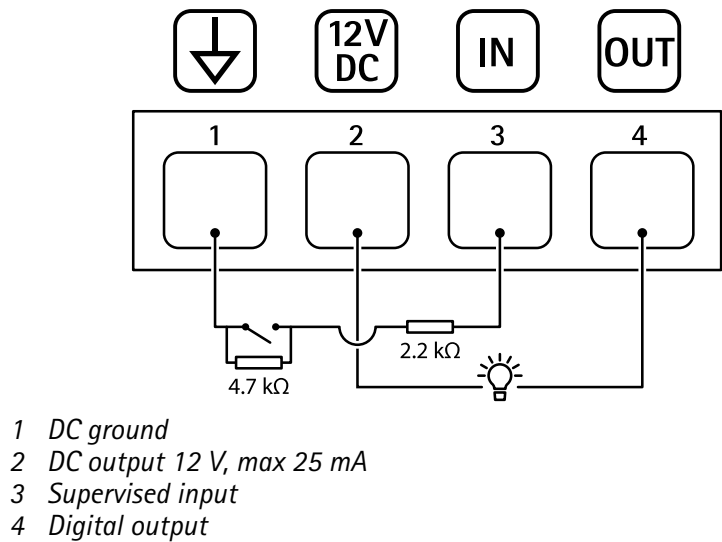 12V
DC
IN
OUT
1
2
3
4
2.2 kΩ
4.7 kΩ
1 DC ground
2 DC output 12 V, max 25 mA
3 Supervised input
4 Digital output